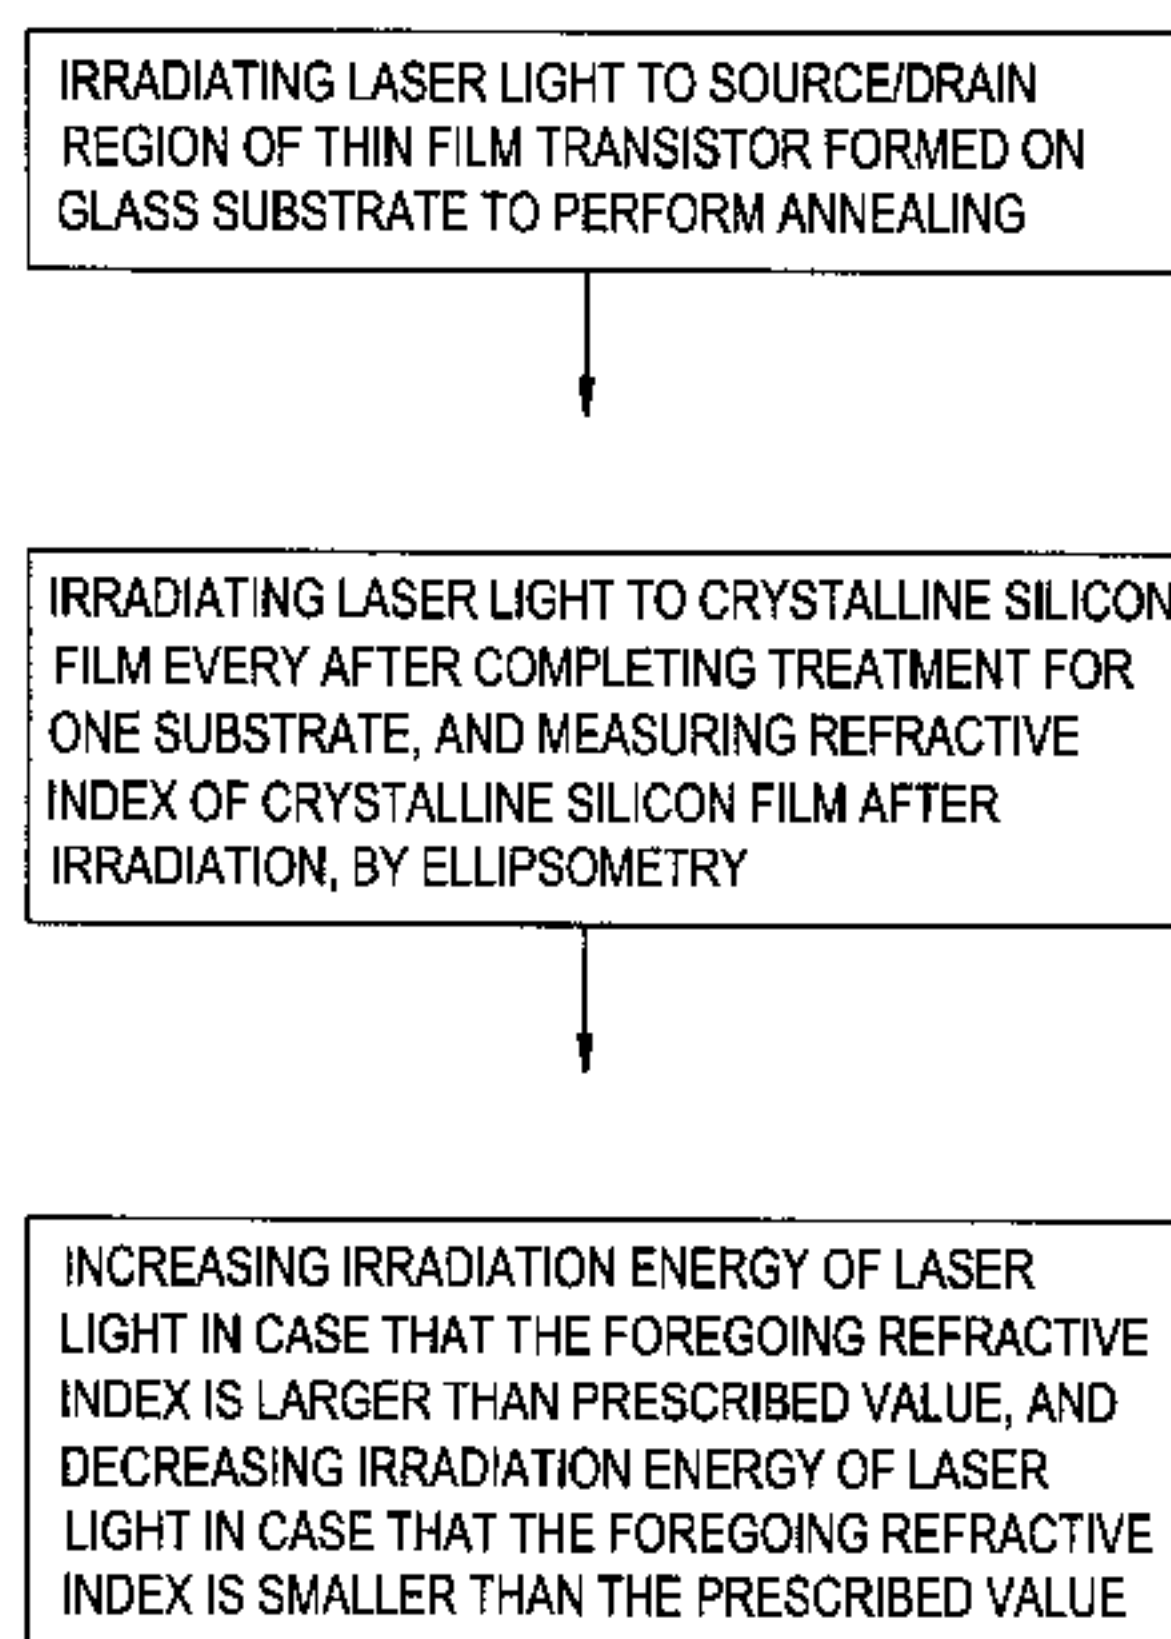 IRRADIATING LASER LIGHT TO SOURCE/DRAIN
REGION OF THIN FILM TRANSISTOR FORMED ON
GLASS SUBSTRATE TO PERFORM ANNEALING
IRRADIATING LASER LIGHT TO CRYSTALLINE SILICON
FILM EVERY AFTER COMPLETING TREATMENT FOR
ONE SUBSTRATE, AND MEASURING REFRACTIVE
INDEX OF CRYSTALLINE SILICON FILM AFTER
IRRADIATION, BY ELLIPSOMETRY
INCREASING IRRADIATION ENERGY OF LASER
LIGHT IN CASE THAT THE FOREGOING REFRACTIVE
INDEX IS LARGER THAN PRESCRIBED VALUE, AND
DECREASING IRRADIATION ENERGY OF LASER
LIGHT IN CASE THAT THE FOREGOING REFRACTIVE
INDEX IS SMALLER THAN THE PRESCRIBED VALUE